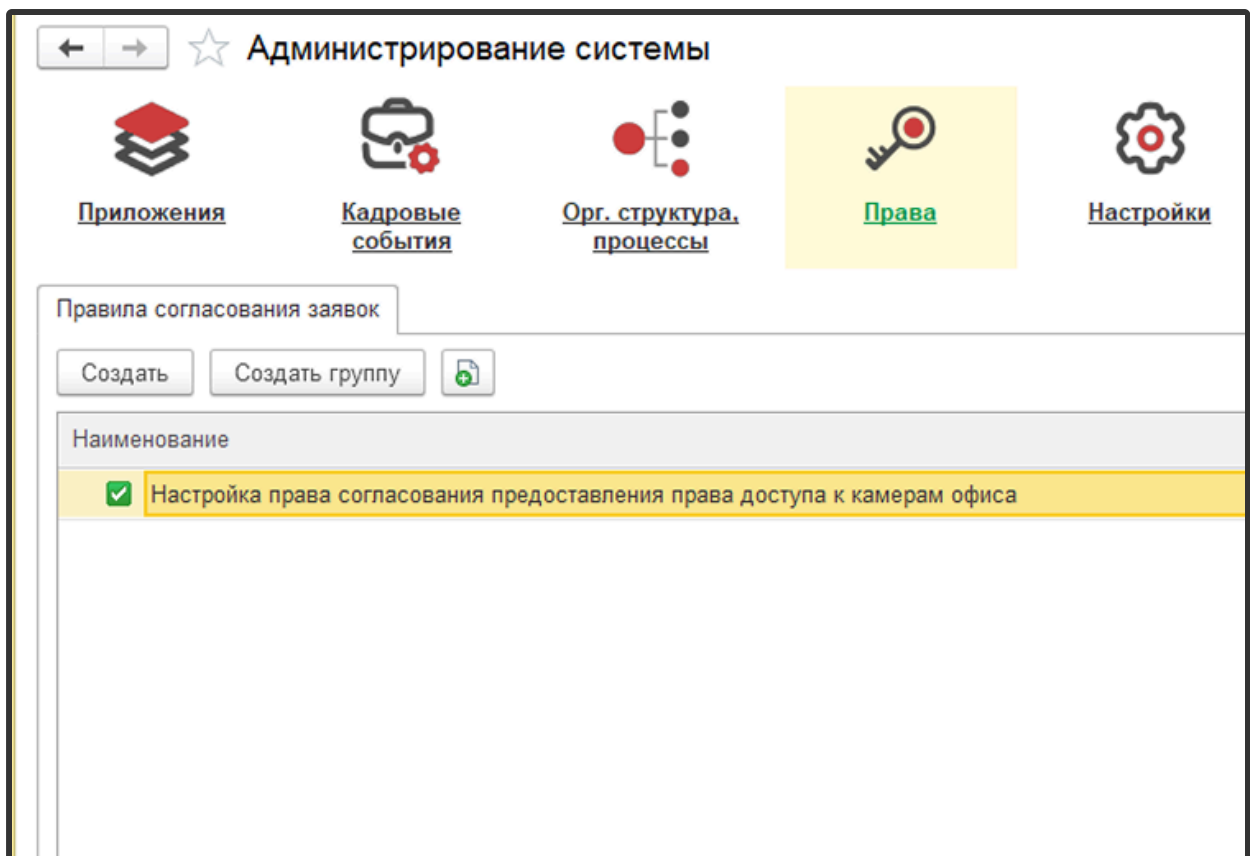 Администрирование системы
Приложения
Кадровые
события
Орг. структура,
процессы
Права
Настройки
Правила согласования заявок
Создать
Создать группу
Наименование
Настройка права согласования предоставления права доступа к камерам офиса